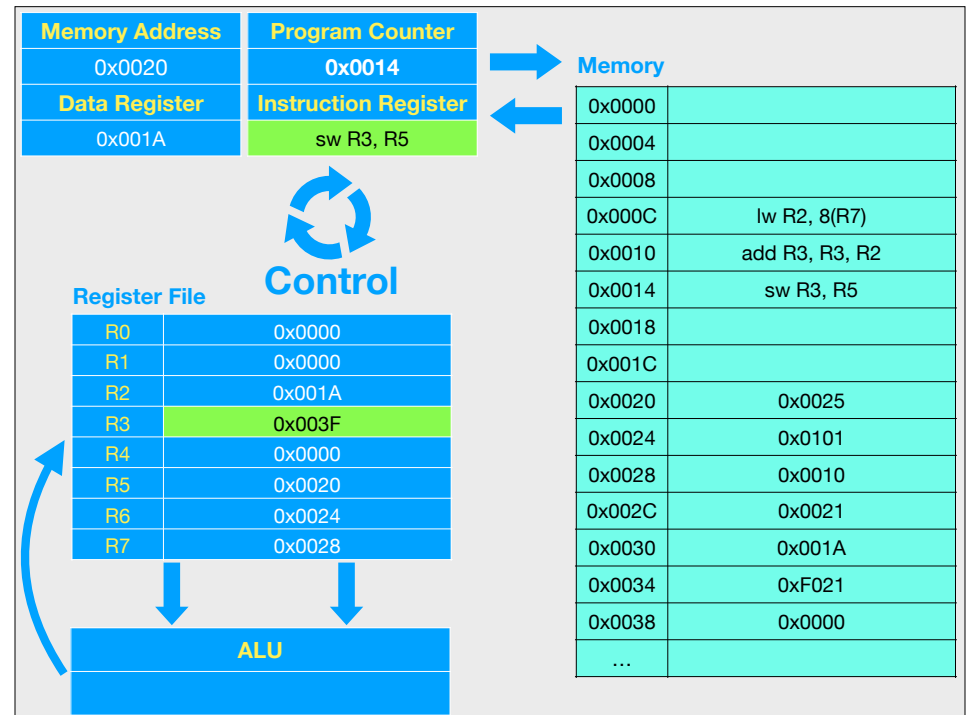 Memory Address Program Counter
0x0020 0x0014
Data Register Instruction Register
0x001A sw R3, R5
Control
Register File
R0 0x0000
R1 0x0000
R2 0x001A
R3 0x003F
R4 0x0000
R5 0x0020
R6 0x0024
R7 0x0028
ALU
Memory
0x0000
0x0004
0x0008
0x000C lw R2, 8(R7)
0x0010 add R3, R3, R2
0x0014 sw R3, R5
0x0018
0x001C
0x0020 0x0025
0x0024 0x0101
0x0028 0x0010
0x002C 0x0021
0x0030 0x001A
0x0034 0xF021
0x0038 0x0000
…